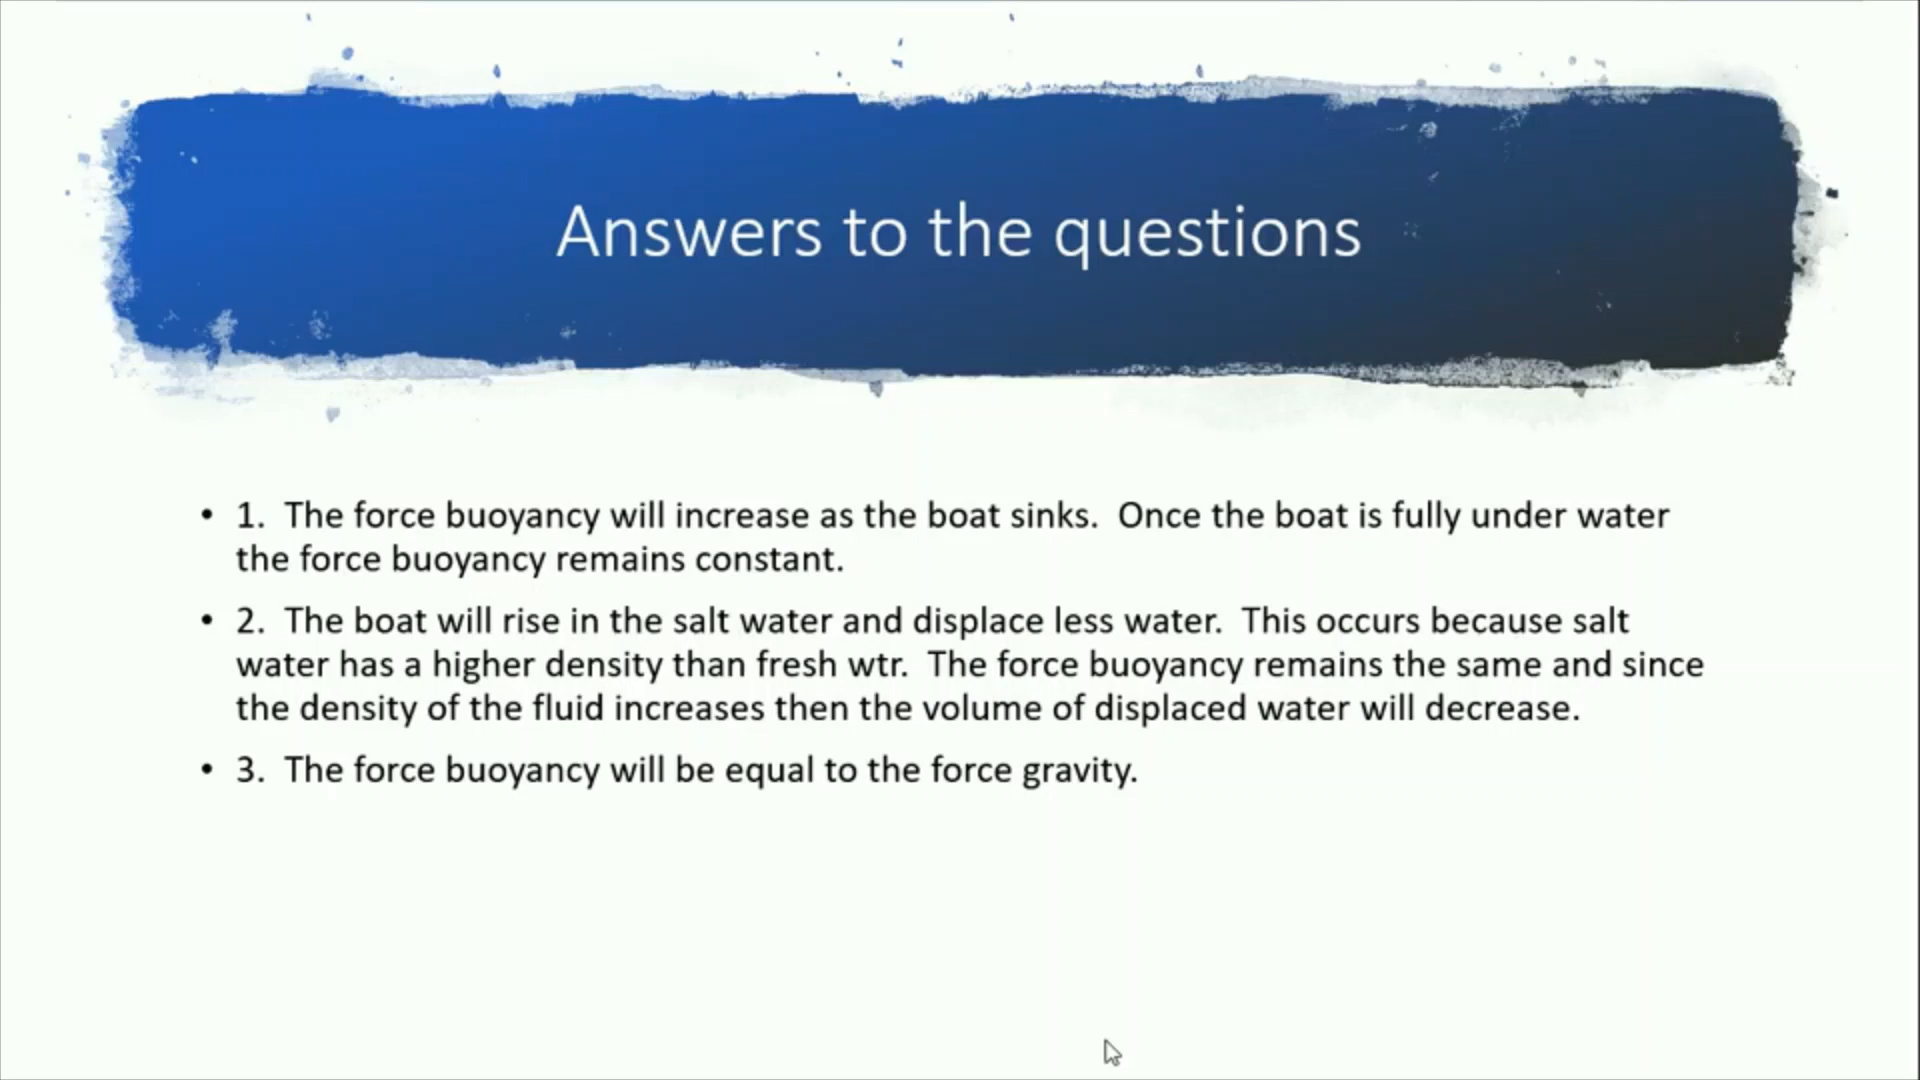 Answers to the questions
• 1.  The force buoyancy will increase as the boat sinks.  Once the boat is fully under water
the force buoyancy remains constant.
• 2.  The boat will rise in the salt water and displace less water.  This occurs because salt
water has a higher density than fresh wtr.  The force buoyancy remains the same and since
the density of the fluid increases then the volume of displaced water will decrease.
• 3.  The force buoyancy will be equal to the force gravity.